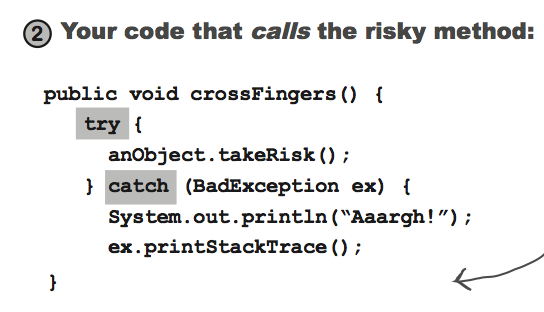 2 Your code that calls the risky method:
public void crossFingers() {
try {
anObject.takeRisk();
} catch (BadException ex) {
System.out.println(“Aaargh!”);
ex.printStackTrace();
}